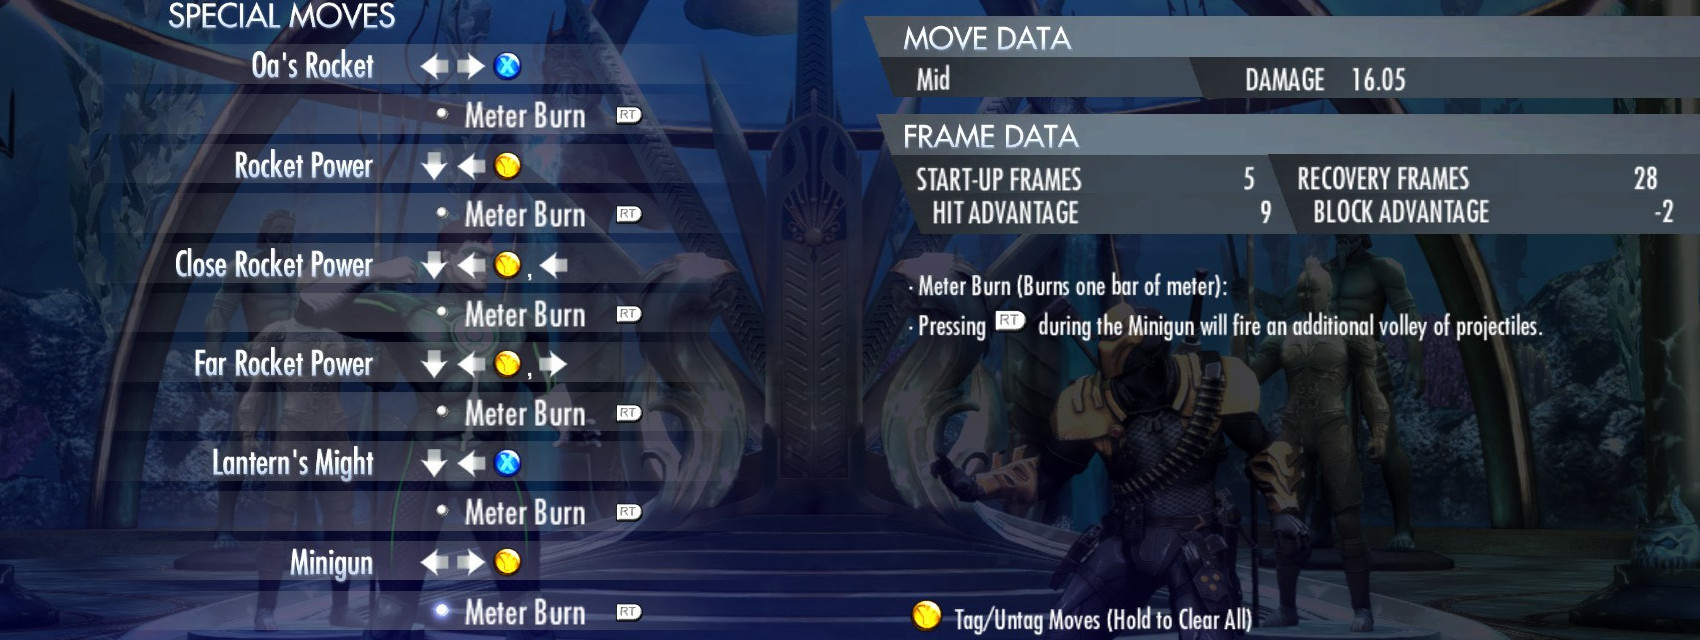 SPECIAL MOVES
Oa's Rocket X
Meter Burn RT
Rocket Power Y
Meter Burn RT
Close Rocket Power Y ,
Meter Burn RT
Far Rocket Power Y ,
Meter Burn RT
Lantern's Might X
Meter Burn RT
Minigun Y
Meter Burn RT
MOVE DATA
Mid DAMAGE 16.05
FRAME DATA
START-UP FRAMES 5 RECOVERY FRAMES 28
HIT ADVANTAGE 9 BLOCK ADVANTAGE -2
· Meter Burn (Burns one bar of meter):
· Pressing RT during the Minigun will fire an additional volley of projectiles.
Y Tag/Untag Moves (Hold to Clear All)